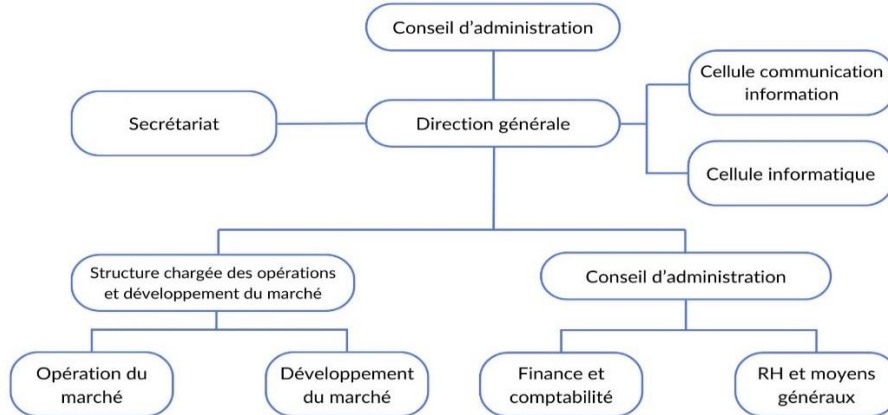 Conseil d'administration
Cellule communication
information
Secrétariat
Direction générale
Cellule informatique
Structure chargée des opérations
et développement du marché
Conseil d'administration
Opération du
marché
Développement
du marché
Finance et
comptabilité
RH et moyens
généraux